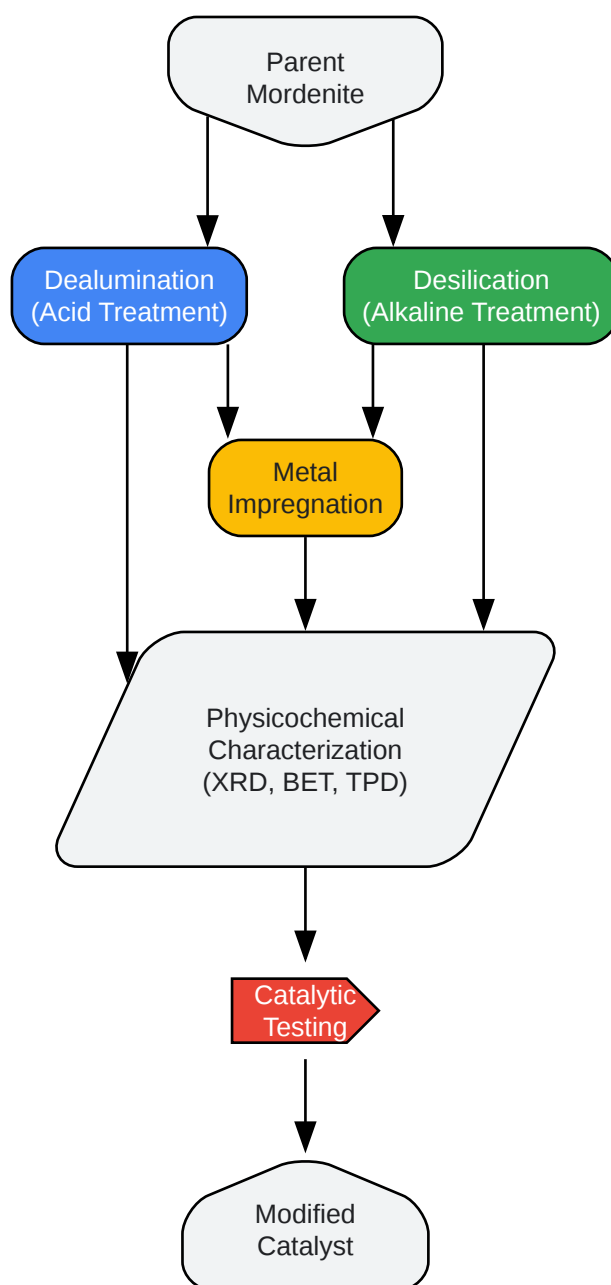 Parent
Mordenite
Dealumination
(Acid Treatment)
Desilication
(Alkaline Treatment)
Metal
Impregnation
Physicochemical
Characterization
(XRD, BET, TPD)
Catalytic
Testing
Modified
Catalyst